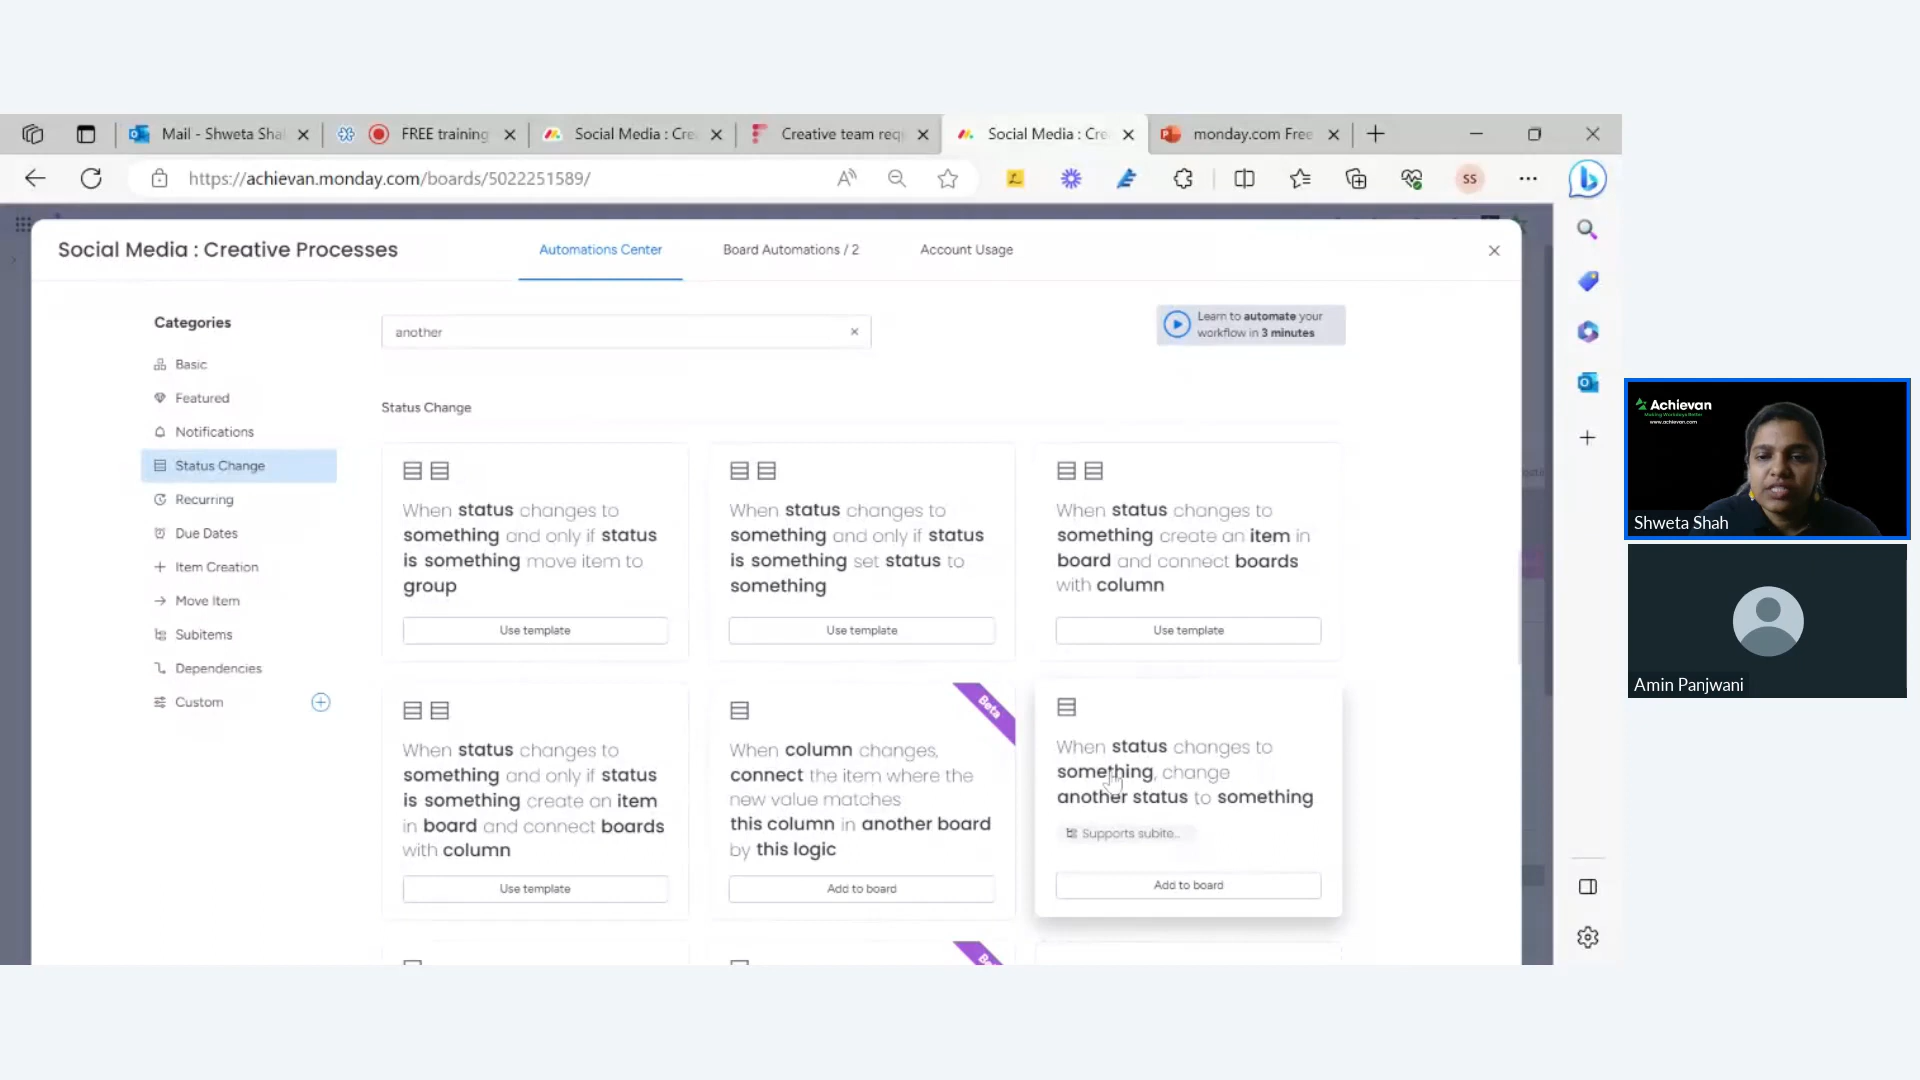 Mail - Shweta Sha
FREE training
Social Media : Cre
Creative team req
Social Media : Cre
monday.com Free
https://achievan.monday.com/boards/5022251589/
SS
Social Media : Creative Processes
Automations Center
Board Automations / 2
Account Usage
Categories
Basic
Featured
Notifications
Status Change
Recurring
Due Dates
Item Creation
Move Item
Subitems
Dependencies
Custom
another
Learn to automate your
workflow in 3 minutes
Status Change
When status changes to
something and only if status
is something move item to
group
Use template
When status changes to
something and only if status
is something set status to
something
Use template
When status changes to
something create an item in
board and connect boards
with column
Use template
When status changes to
something and only if status
is something create an item
in board and connect boards
with column
Use template
Beta
When column changes,
connect the item where the
new value matches
this column in another board
by this logic
Add to board
When status changes to
something, change
another status to something
Supports subite...
Add to board
Achievan
Making Workdays Better
www.achievan.com
Shweta Shah
Amin Panjwani